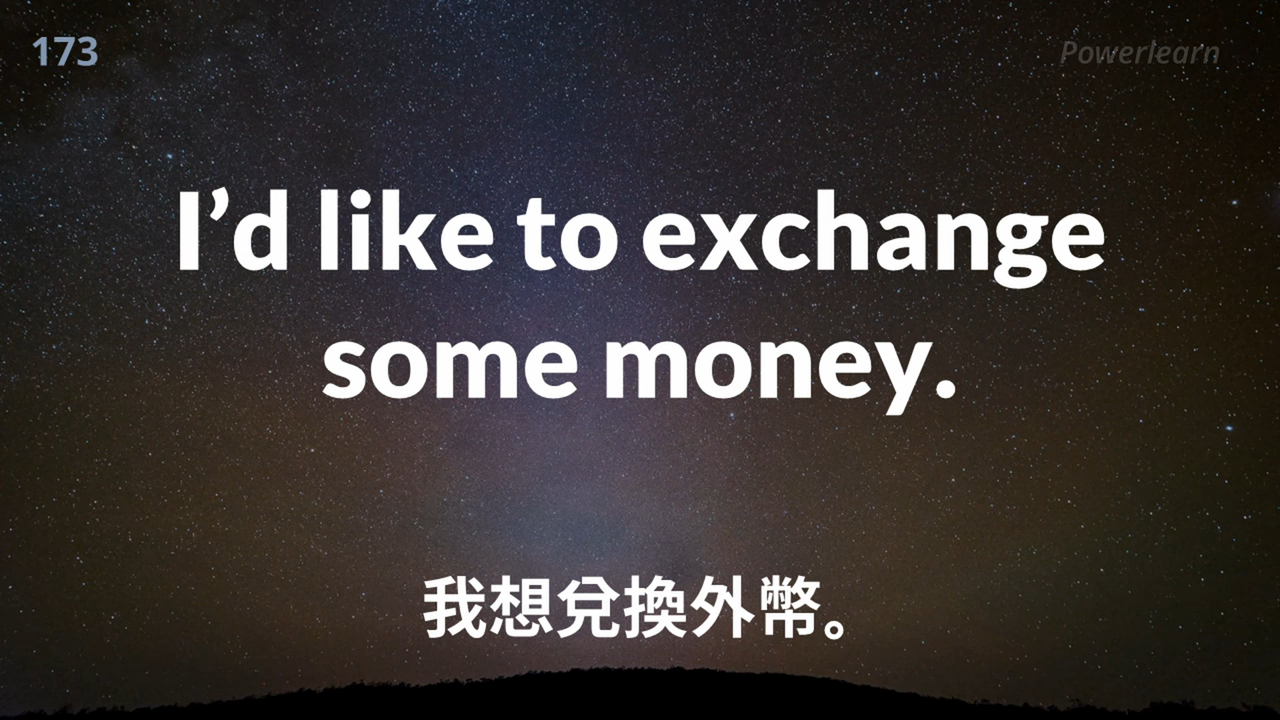 173
Powerlearn
I’d like to exchange
some money.
我想兌換外幣。